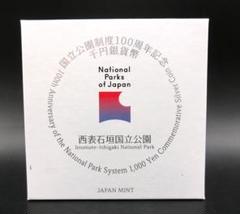 国立公園制度100周年記念
千円銀貨幣
100th Anniversary of the National Park System 1,000 Yen Commemorative Silver Coin
National
Parks
of Japan
西表石垣国立公園
Iriomote-Ishigaki National Park
JAPAN MINT